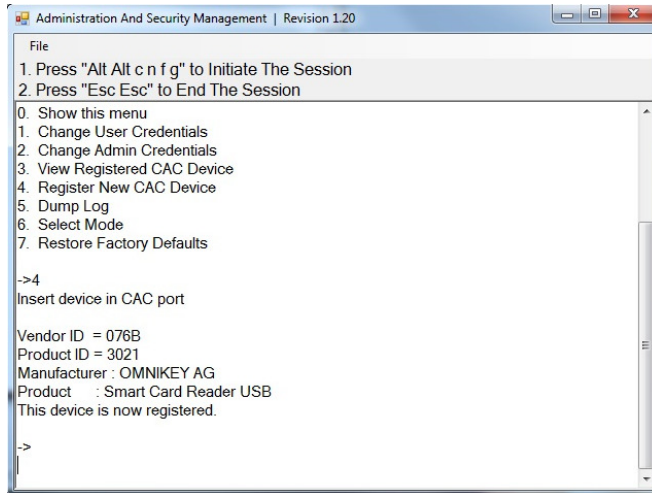 Administration And Security Management | Revision 1.20
File
1. Press "Alt Alt c n f g" to Initiate The Session
2. Press "Esc Esc" to End The Session
0. Show this menu
1. Change User Credentials
2. Change Admin Credentials
3. View Registered CAC Device
4. Register New CAC Device
5. Dump Log
6. Select Mode
7. Restore Factory Defaults
->4
Insert device in CAC port
Vendor ID = 076B
Product ID = 3021
Manufacturer : OMNIKEY AG
Product : Smart Card Reader USB
This device is now registered.
->